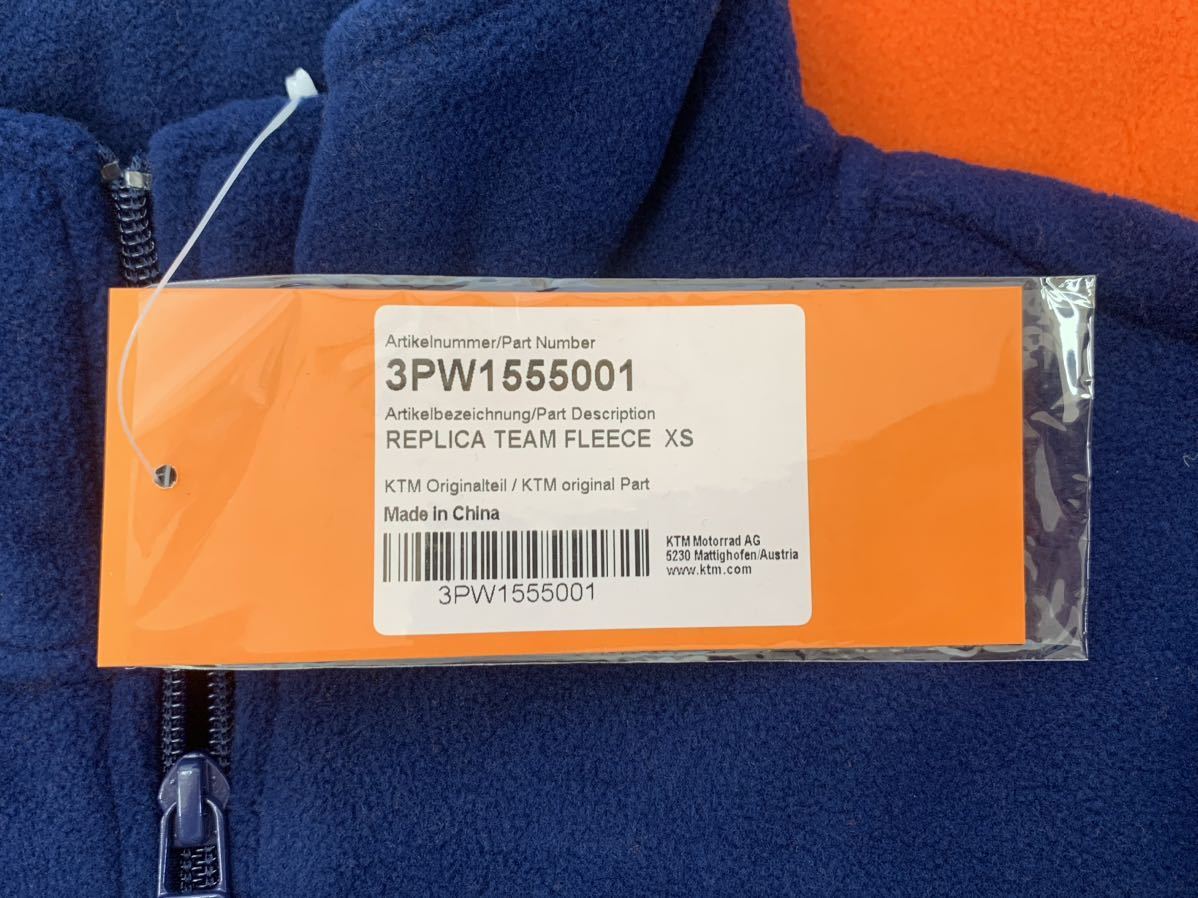 Artikelnummer/Part Number
3PW1555001
Artikelbezeichnung/Part Description
REPLICA TEAM FLEECE XS
KTM Originalteil / KTM original Part
Made in China
3PW1555001
KTM Motorrad AG
5230 Mattighofen/Austria
www.ktm.com